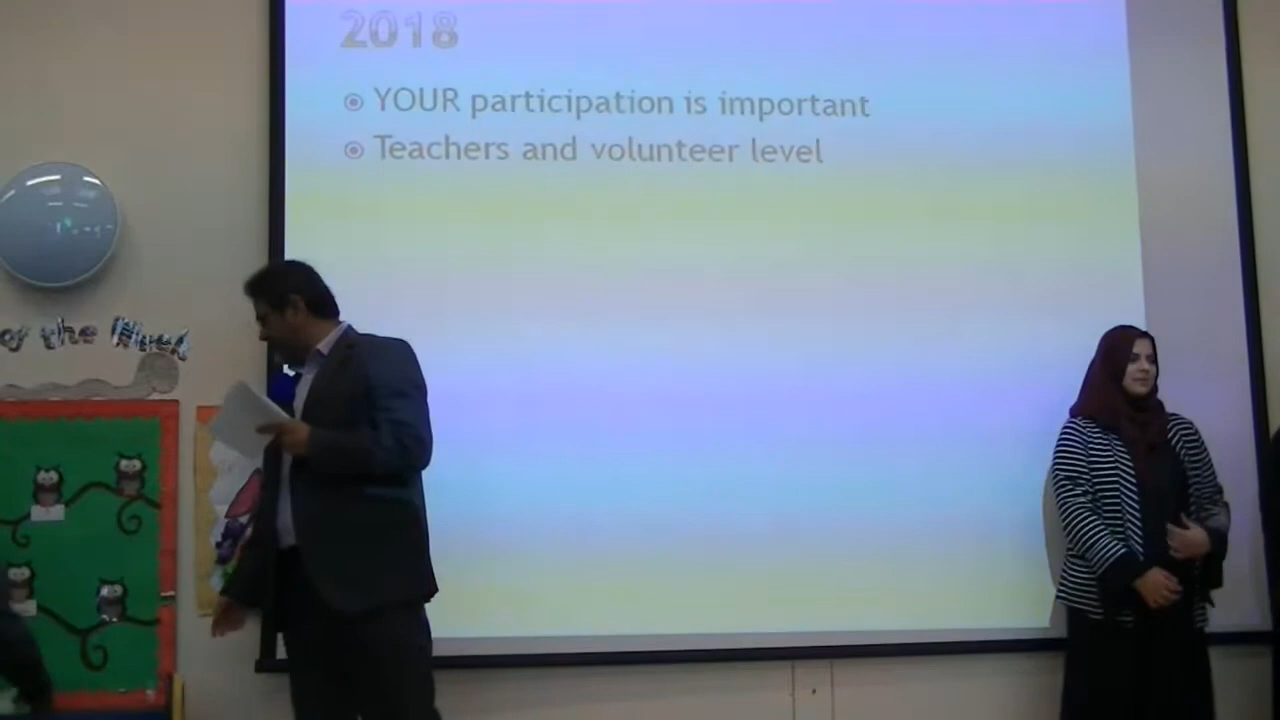 2018
YOUR participation is important
Teachers and volunteer level
of the Week